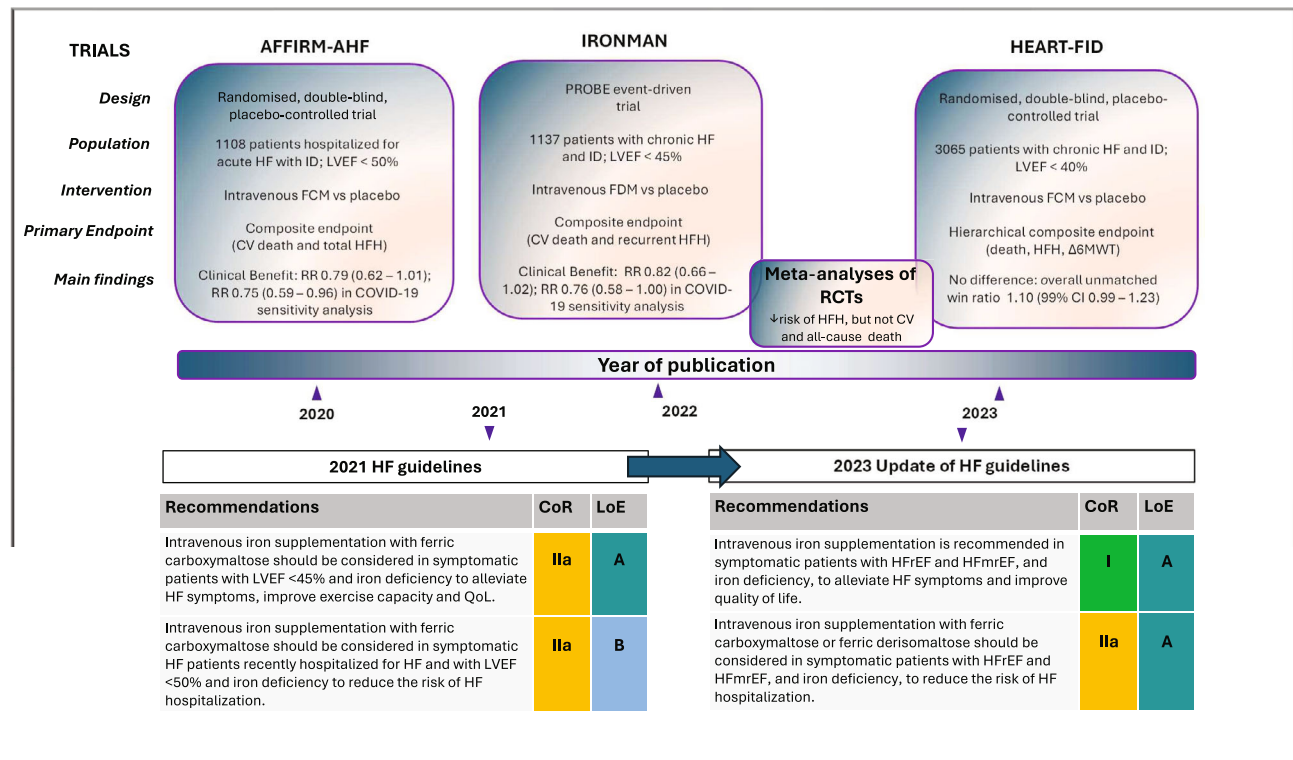 TRIALS
Design
Population
Intervention
Primary Endpoint
Main findings
AFFIRM-AHF
Randomised, double-blind,
placebo-controlled trial
1108 patients hospitalized for
acute HF with ID; LVEF < 50%
Intravenous FCM vs placebo
Composite endpoint
(CV death and total HFH)
Clinical Benefit: RR 0.79 (0.62 – 1.01);
RR 0.75 (0.59 – 0.96) in COVID-19
sensitivity analysis
IRONMAN
PROBE event-driven
trial
1137 patients with chronic HF
and ID; LVEF < 45%
Intravenous FDM vs placebo
Composite endpoint
(CV death and recurrent HFH)
Clinical Benefit: RR 0.82 (0.66 –
1.02); RR 0.76 (0.58 – 1.00) in COVID-
19 sensitivity analysis
Meta-analyses of
RCTs
↓risk of HFH, but not CV
and all-cause death
HEART-FID
Randomised, double-blind, placebo-
controlled trial
3065 patients with chronic HF and ID;
LVEF < 40%
Intravenous FCM vs placebo
Hierarchical composite endpoint
(death, HFH, Δ6MWT)
No difference: overall unmatched
win ratio 1.10 (99% CI 0.99 – 1.23)
Year of publication
2020
2021
2022
2023
2021 HF guidelines
Recommendations CoR LoE
Intravenous iron supplementation with ferric
carboxymaltose should be considered in symptomatic
patients with LVEF <45% and iron deficiency to alleviate
HF symptoms, improve exercise capacity and QoL.
IIa A
Intravenous iron supplementation with ferric
carboxymaltose should be considered in symptomatic
HF patients recently hospitalized for HF and with LVEF
<50% and iron deficiency to reduce the risk of HF
hospitalization.
IIa B
2023 Update of HF guidelines
Recommendations CoR LoE
Intravenous iron supplementation is recommended in
symptomatic patients with HFrEF and HFmrEF, and
iron deficiency, to alleviate HF symptoms and improve
quality of life.
I A
Intravenous iron supplementation with ferric
carboxymaltose or ferric derisomaltose should be
considered in symptomatic patients with HFrEF and
HFmrEF, and iron deficiency, to reduce the risk of HF
hospitalization.
IIa A